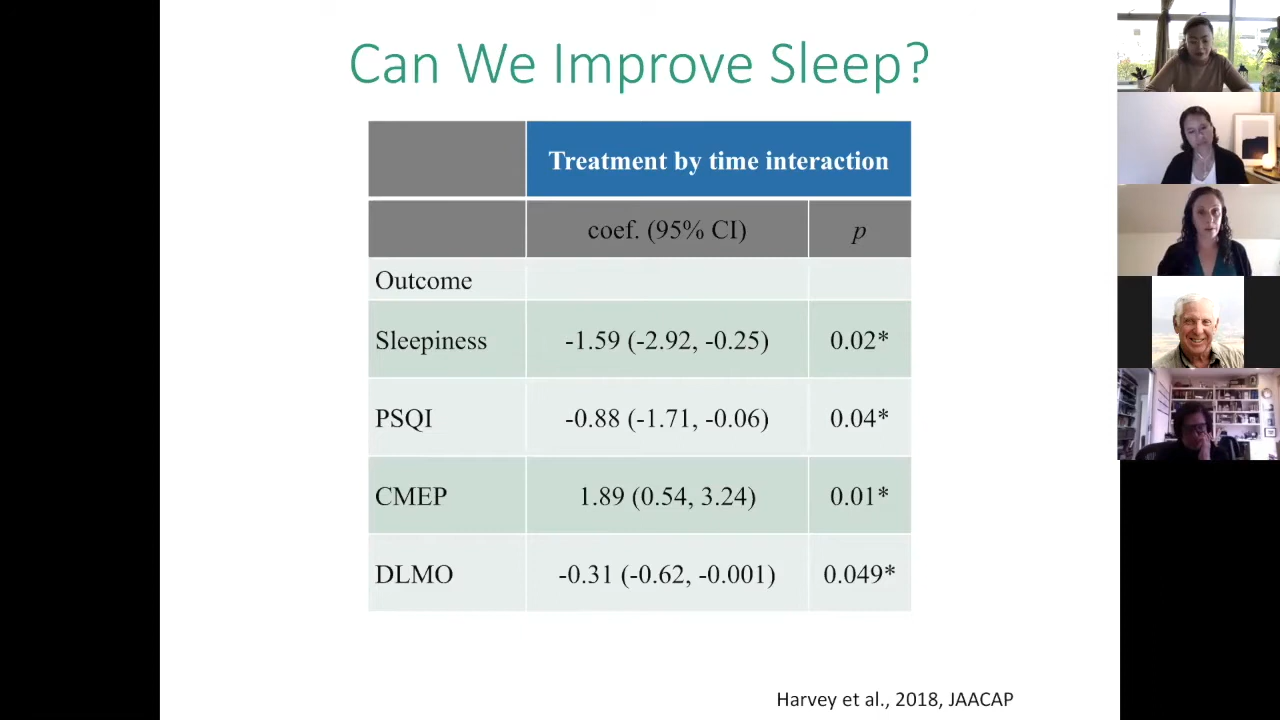 Can We Improve Sleep?
Treatment by time interaction
coef. (95% CI) p
Outcome
Sleepiness -1.59 (-2.92, -0.25) 0.02*
PSQI -0.88 (-1.71, -0.06) 0.04*
CMEP 1.89 (0.54, 3.24) 0.01*
DLMO -0.31 (-0.62, -0.001) 0.049*
Harvey et al., 2018, JAACAP